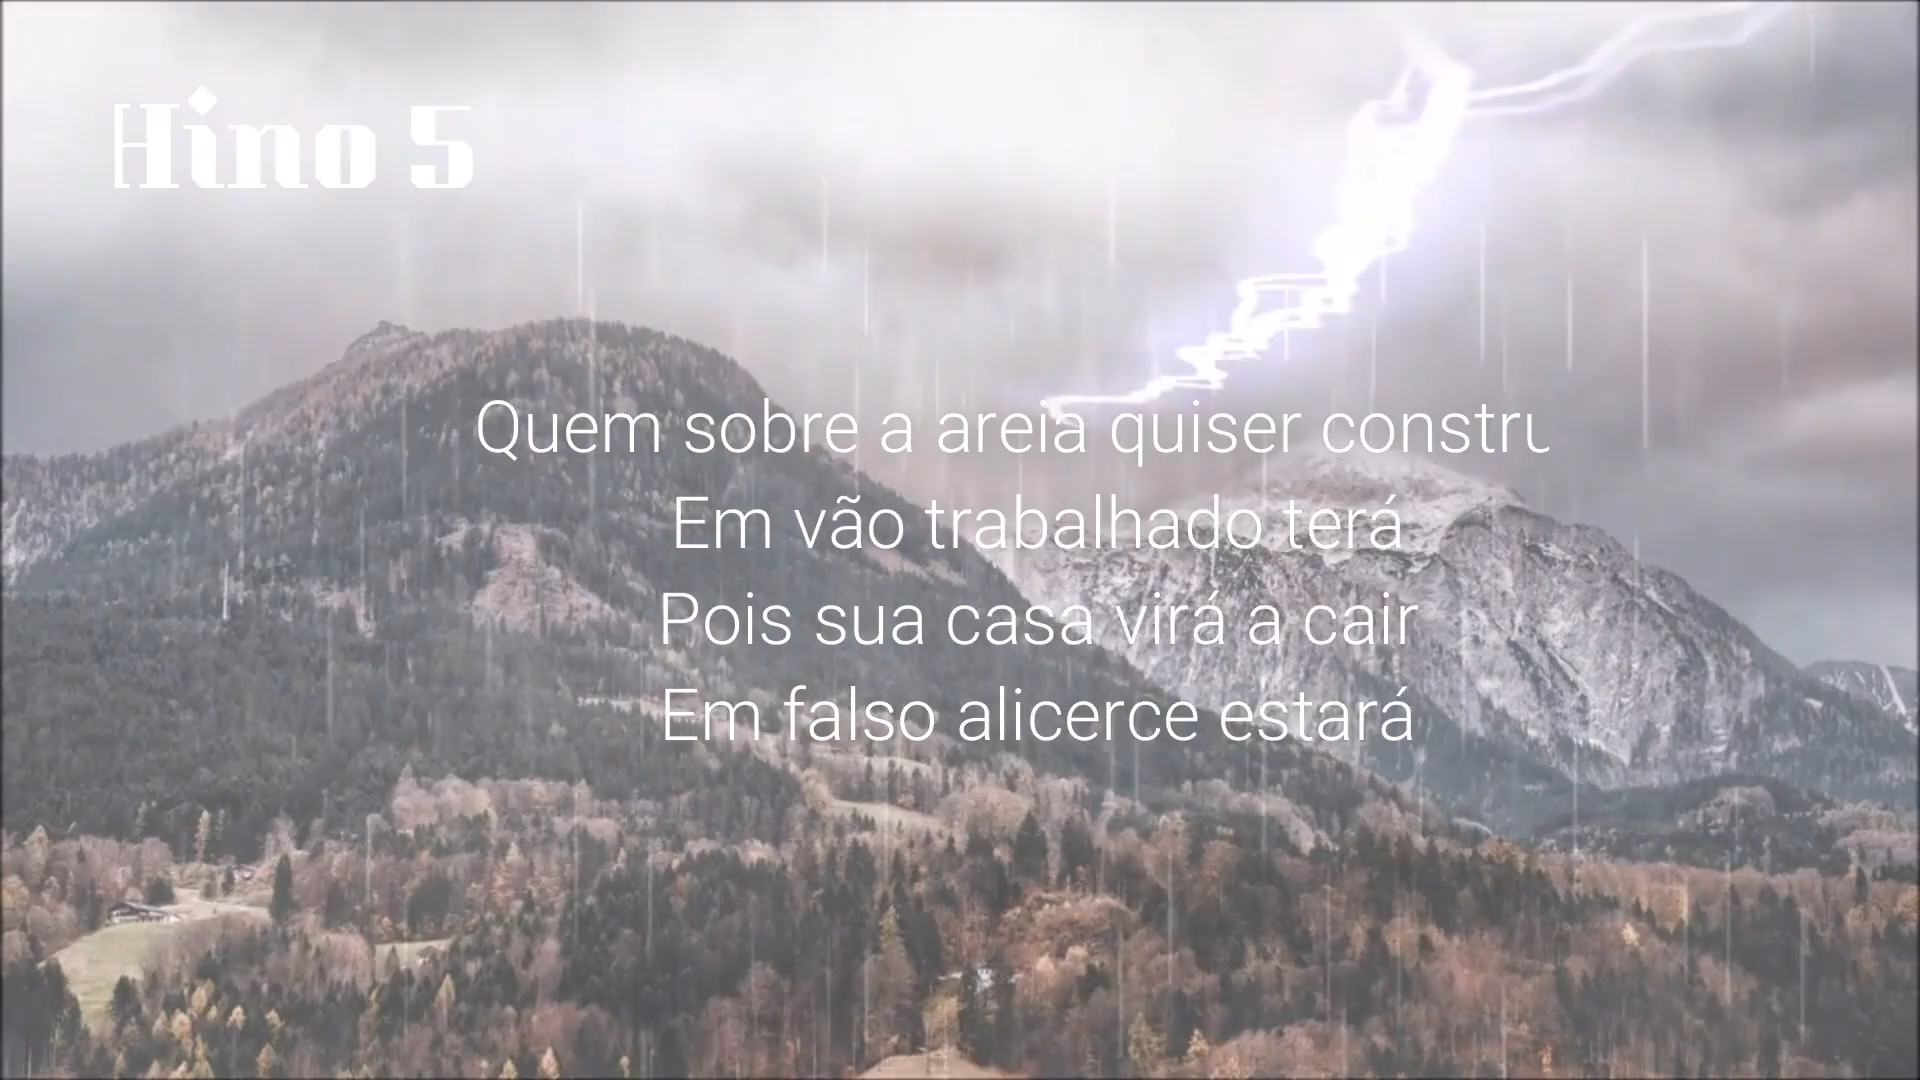 Hino 5
Quem sobre a areia quiser constru
Em vão trabalhado terá
Pois sua casa virá a cair
Em falso alicerce estará